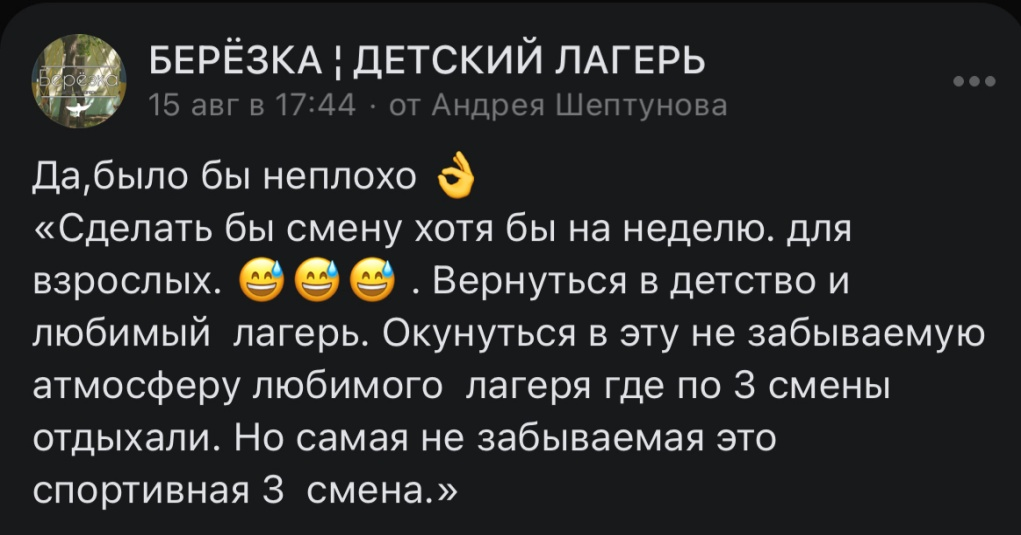 БЕРЁЗКА ¦ ДЕТСКИЙ ЛАГЕРЬ
15 авг в 17:44 · от Андрея Шептунова
Берёзка
Да,было бы неплохо 👌
«Сделать бы смену хотя бы на неделю. для
взрослых. 😅😅😅 . Вернуться в детство и
любимый  лагерь. Окунуться в эту не забываемую
атмосферу любимого  лагеря где по 3 смены
отдыхали. Но самая не забываемая это
спортивная 3  смена.»